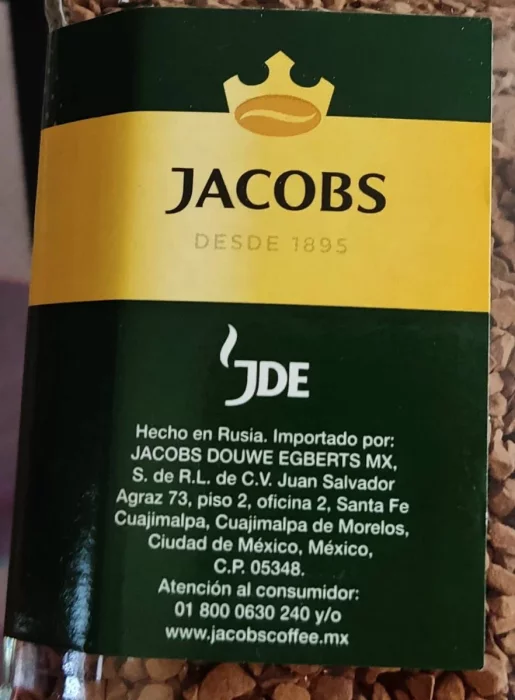 JACOBS
DESDE 1895
JDE
Hecho en Rusia. Importado por:
JACOBS DOUWE EGBERTS MX,
S. de R.L. de C.V. Juan Salvador
Agraz 73, piso 2, oficina 2, Santa Fe
Cuajimalpa, Cuajimalpa de Morelos,
Ciudad de México, México,
C.P. 05348.
Atención al consumidor:
01 800 0630 240 y/o
www.jacobscoffee.mx